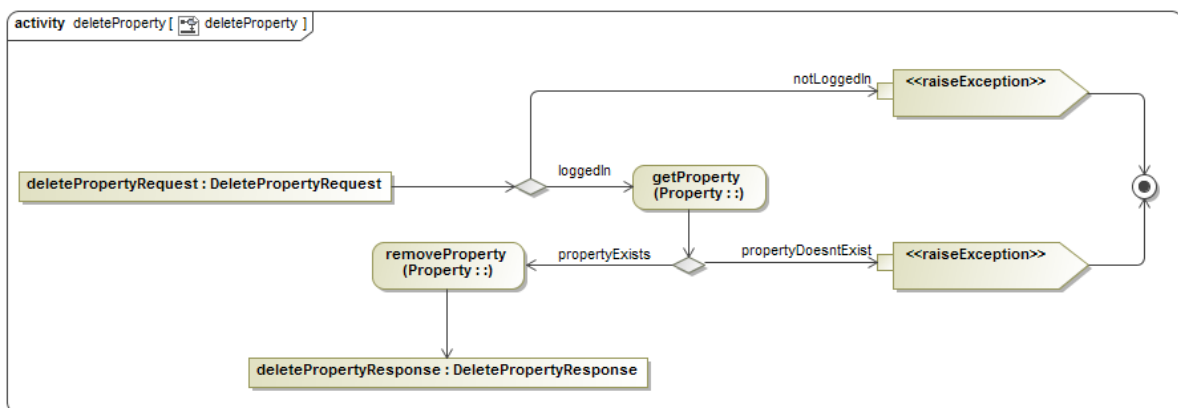 activity deleteProperty [ deleteProperty ]
notLoggedIn
<<raiseException>>
loggedIn
getProperty
(Property : :)
deletePropertyRequest : DeletePropertyRequest
removeProperty
(Property : :)
propertyExists
propertyDoesntExist
<<raiseException>>
deletePropertyResponse : DeletePropertyResponse